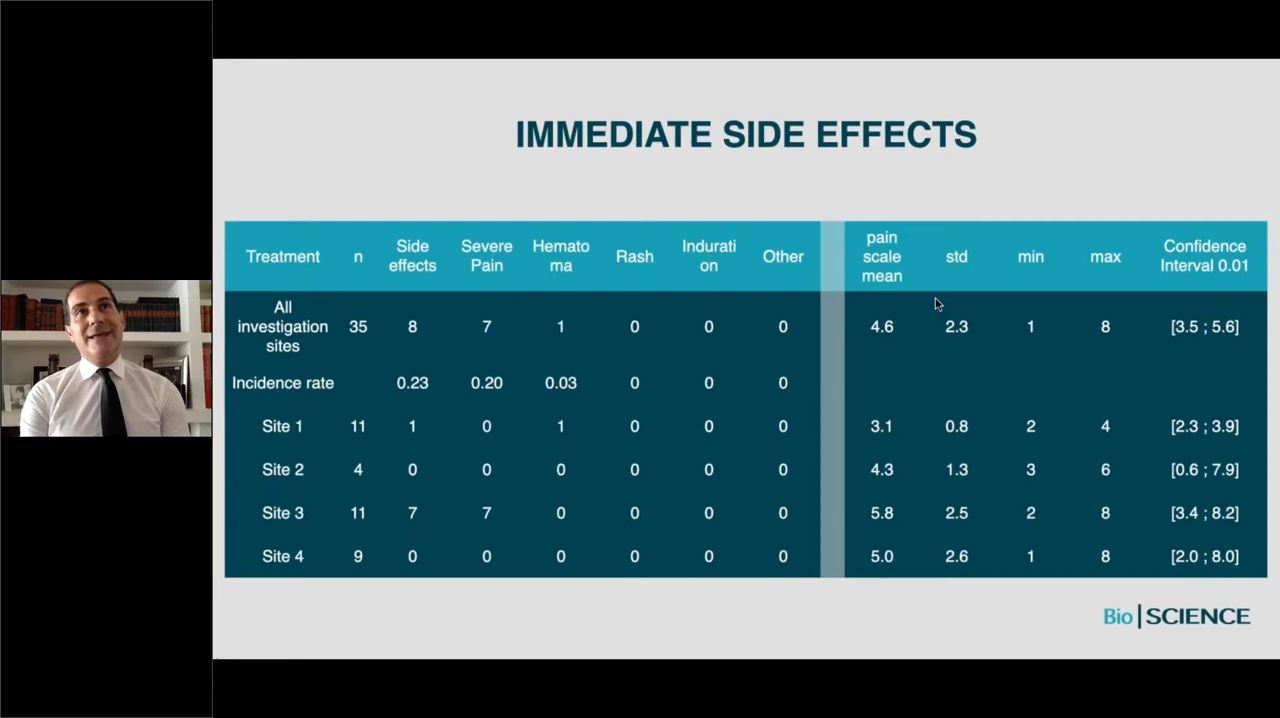 IMMEDIATE SIDE EFFECTS
Treatment n Side effects Severe Pain Hemato ma Rash Indurati on Other pain scale mean std min max Confidence Interval 0.01
All investigation sites 35 8 7 1 0 0 0 4.6 2.3 1 8 [3.5 ; 5.6]
Incidence rate 0.23 0.20 0.03 0 0 0
Site 1 11 1 0 1 0 0 0 3.1 0.8 2 4 [2.3 ; 3.9]
Site 2 4 0 0 0 0 0 0 4.3 1.3 3 6 [0.6 ; 7.9]
Site 3 11 7 7 0 0 0 0 5.8 2.5 2 8 [3.4 ; 8.2]
Site 4 9 0 0 0 0 0 0 5.0 2.6 1 8 [2.0 ; 8.0]
Bio|SCIENCE